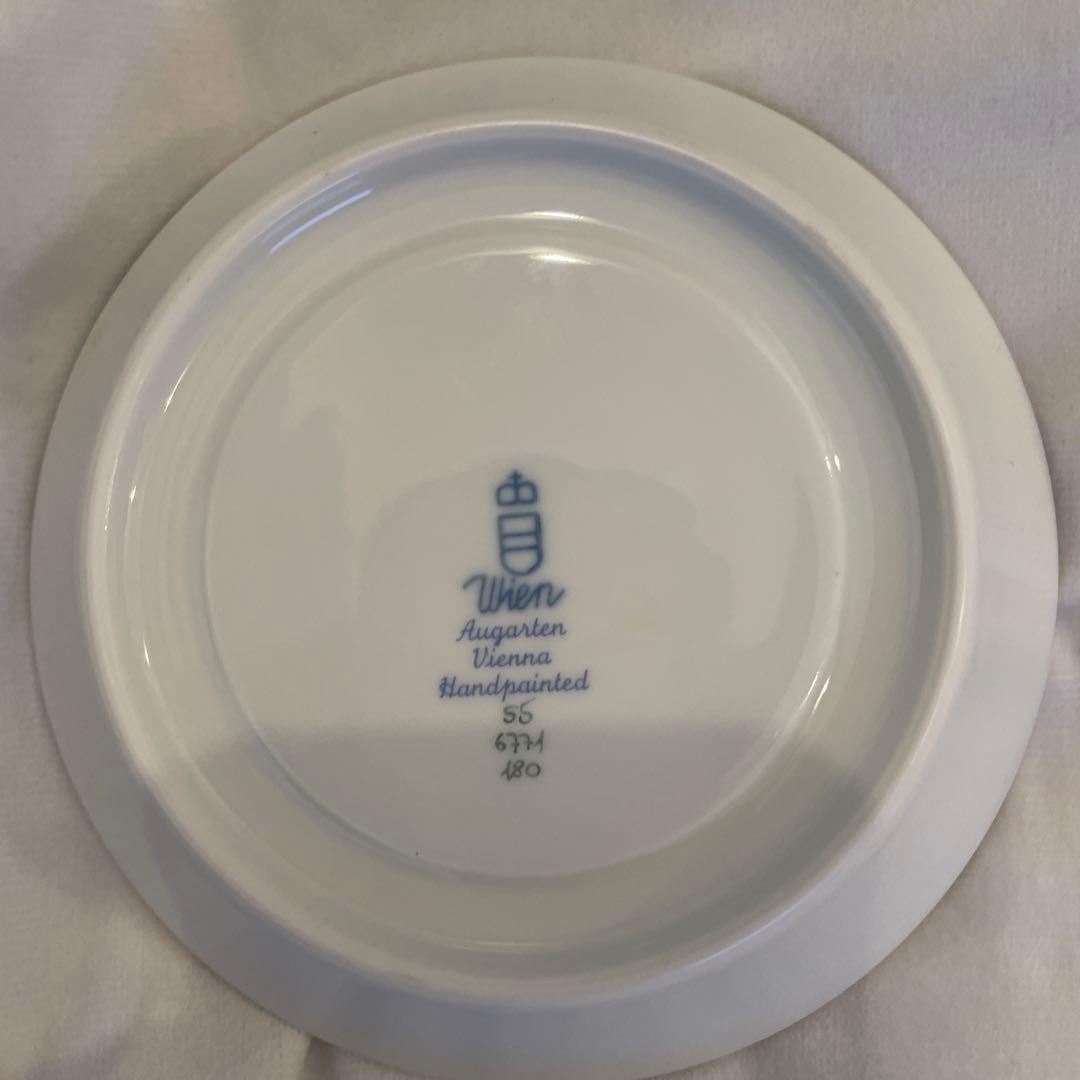 Wien
Augarten
Vienna
Handpainted
55
6771
180